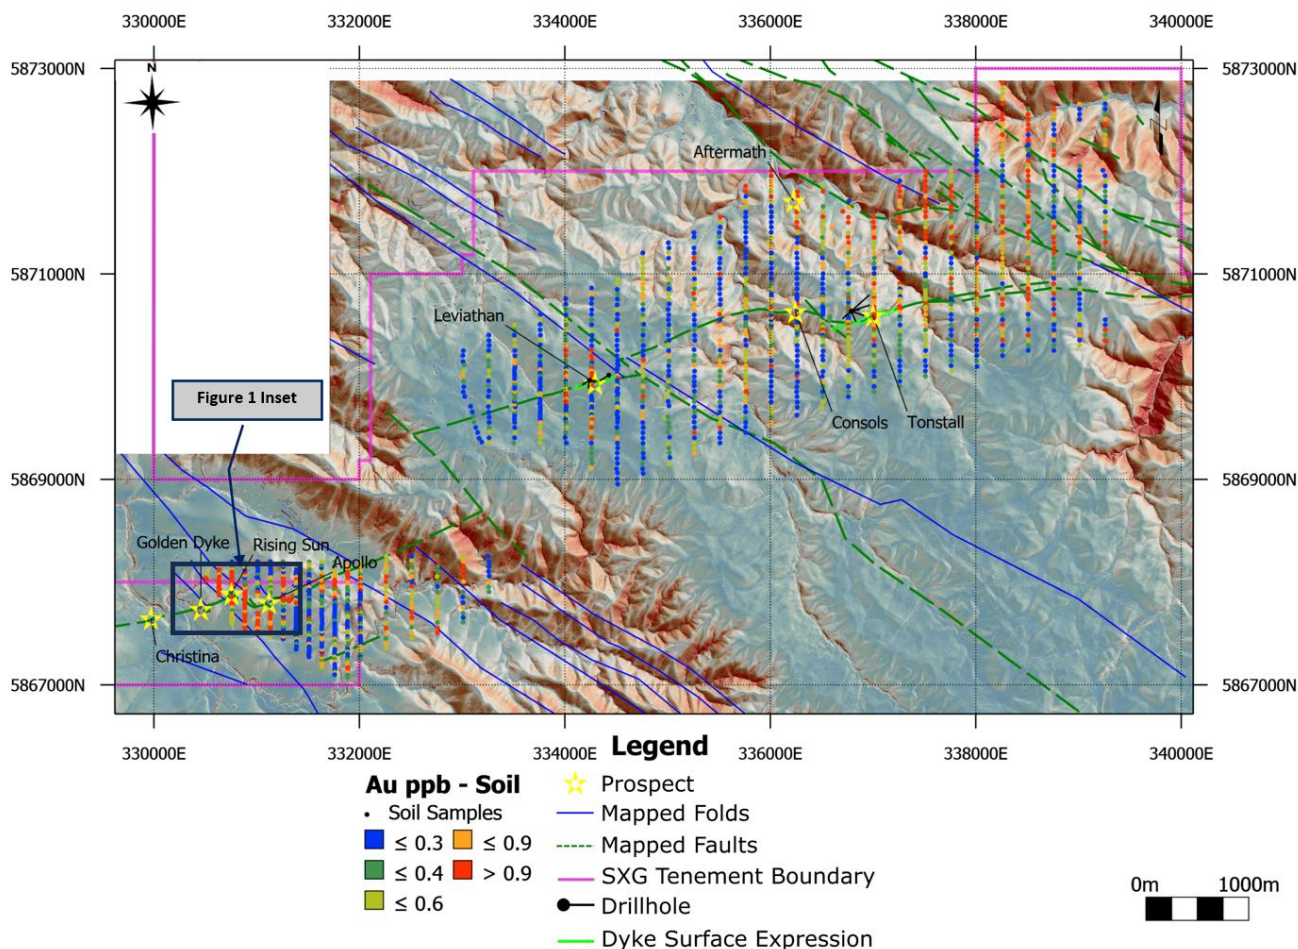 330000E 332000E 334000E 336000E 338000E 340000E
5873000N 5873000N
N
Aftermath
5871000N 5871000N
Leviathan
Figure 1 Inset
Consols Tonstall
5869000N 5869000N
Golden Dyke Rising Sun
Apollo
Christina
5867000N 5867000N
330000E 332000E 334000E 336000E 338000E 340000E
Legend
Au ppb - Soil
Soil Samples
≤ 0.3 ≤ 0.9
≤ 0.4 > 0.9
≤ 0.6
Prospect
Mapped Folds
Mapped Faults
SXG Tenement Boundary
Drillhole
Dyke Surface Expression
0m 1000m